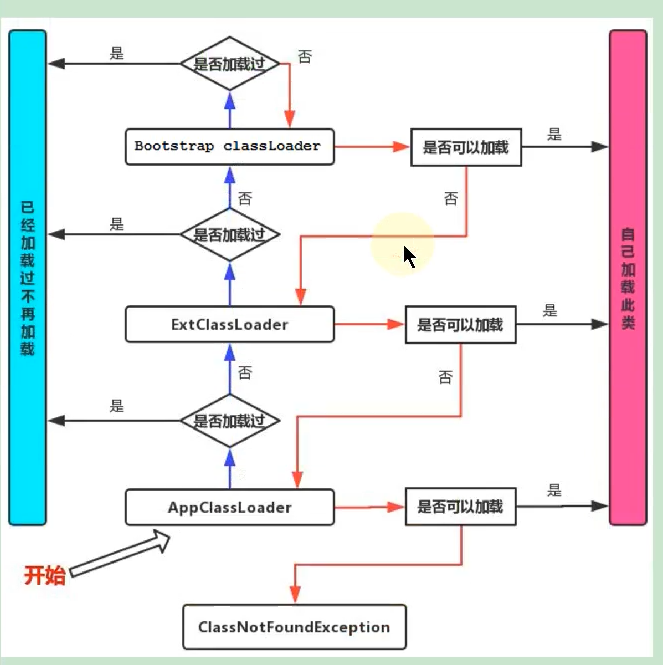 是
是否加载过
否
Bootstrap classLoader
是否可以加载
是
否
否
是
是否加载过
已经加载过不再加载
自己加载此类
ExtClassLoader
是否可以加载
是
否
否
是
是否加载过
AppClassLoader
是否可以加载
是
开始
ClassNotFoundException